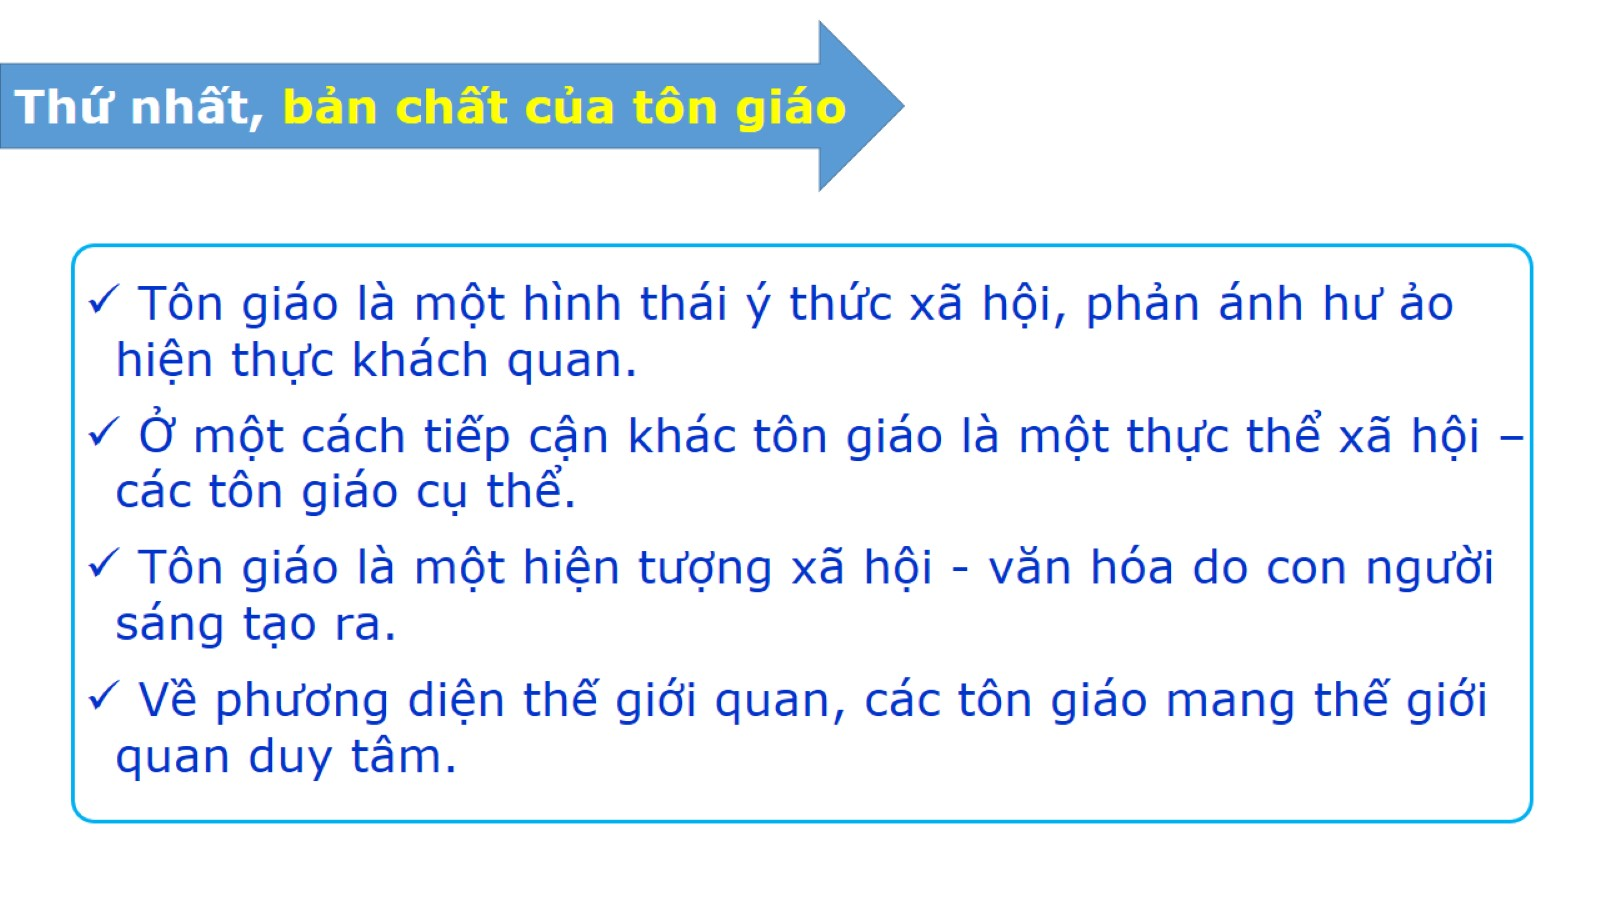 Thứ nhất, bản chất của tôn giáo
✓ Tôn giáo là một hình thái ý thức xã hội, phản ánh hư ảo
hiện thực khách quan.
✓ Ở một cách tiếp cận khác tôn giáo là một thực thể xã hội –
các tôn giáo cụ thể.
✓ Tôn giáo là một hiện tượng xã hội - văn hóa do con người
sáng tạo ra.
✓ Về phương diện thế giới quan, các tôn giáo mang thế giới
quan duy tâm.